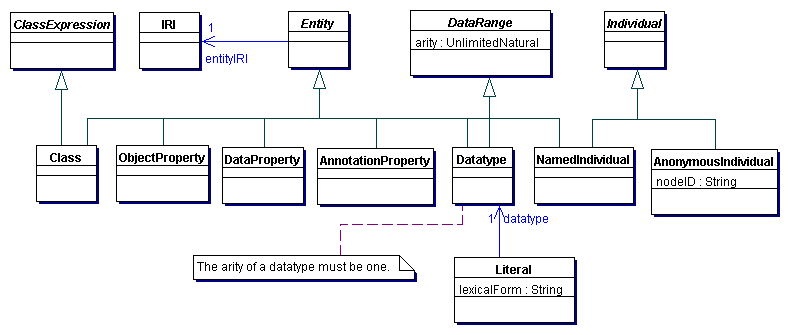 ClassExpression
IRI
Entity
DataRange
arity : UnlimitedNatural
Individual
1
entityIRI
Class
ObjectProperty
DataProperty
AnnotationProperty
Datatype
NamedIndividual
AnonymousIndividual
nodeID : String
1 datatype
The arity of a datatype must be one.
Literal
lexicalForm : String